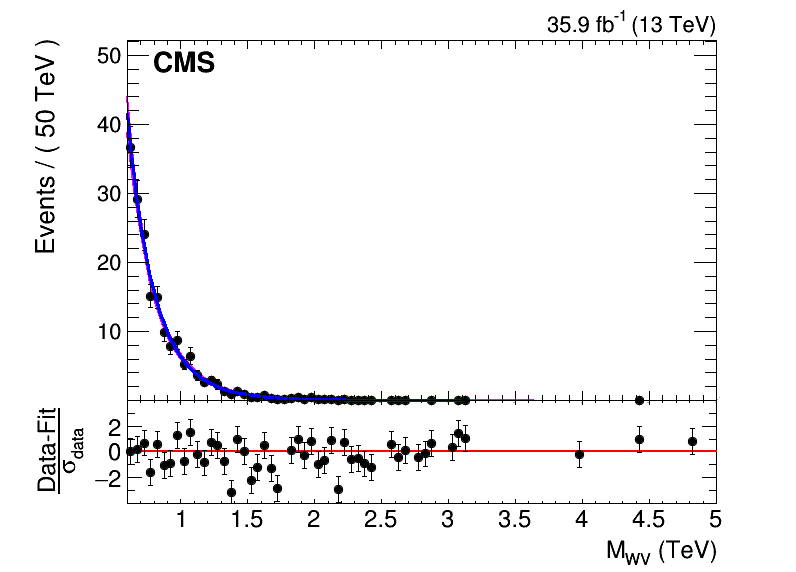 35.9 fb⁻¹ (13 TeV)
CMS
Events / ( 50 TeV )
50
40
30
20
10
Data-Fit
σdata
2
0
−2
1 1.5 2 2.5 3 3.5 4 4.5 5
M_WV (TeV)